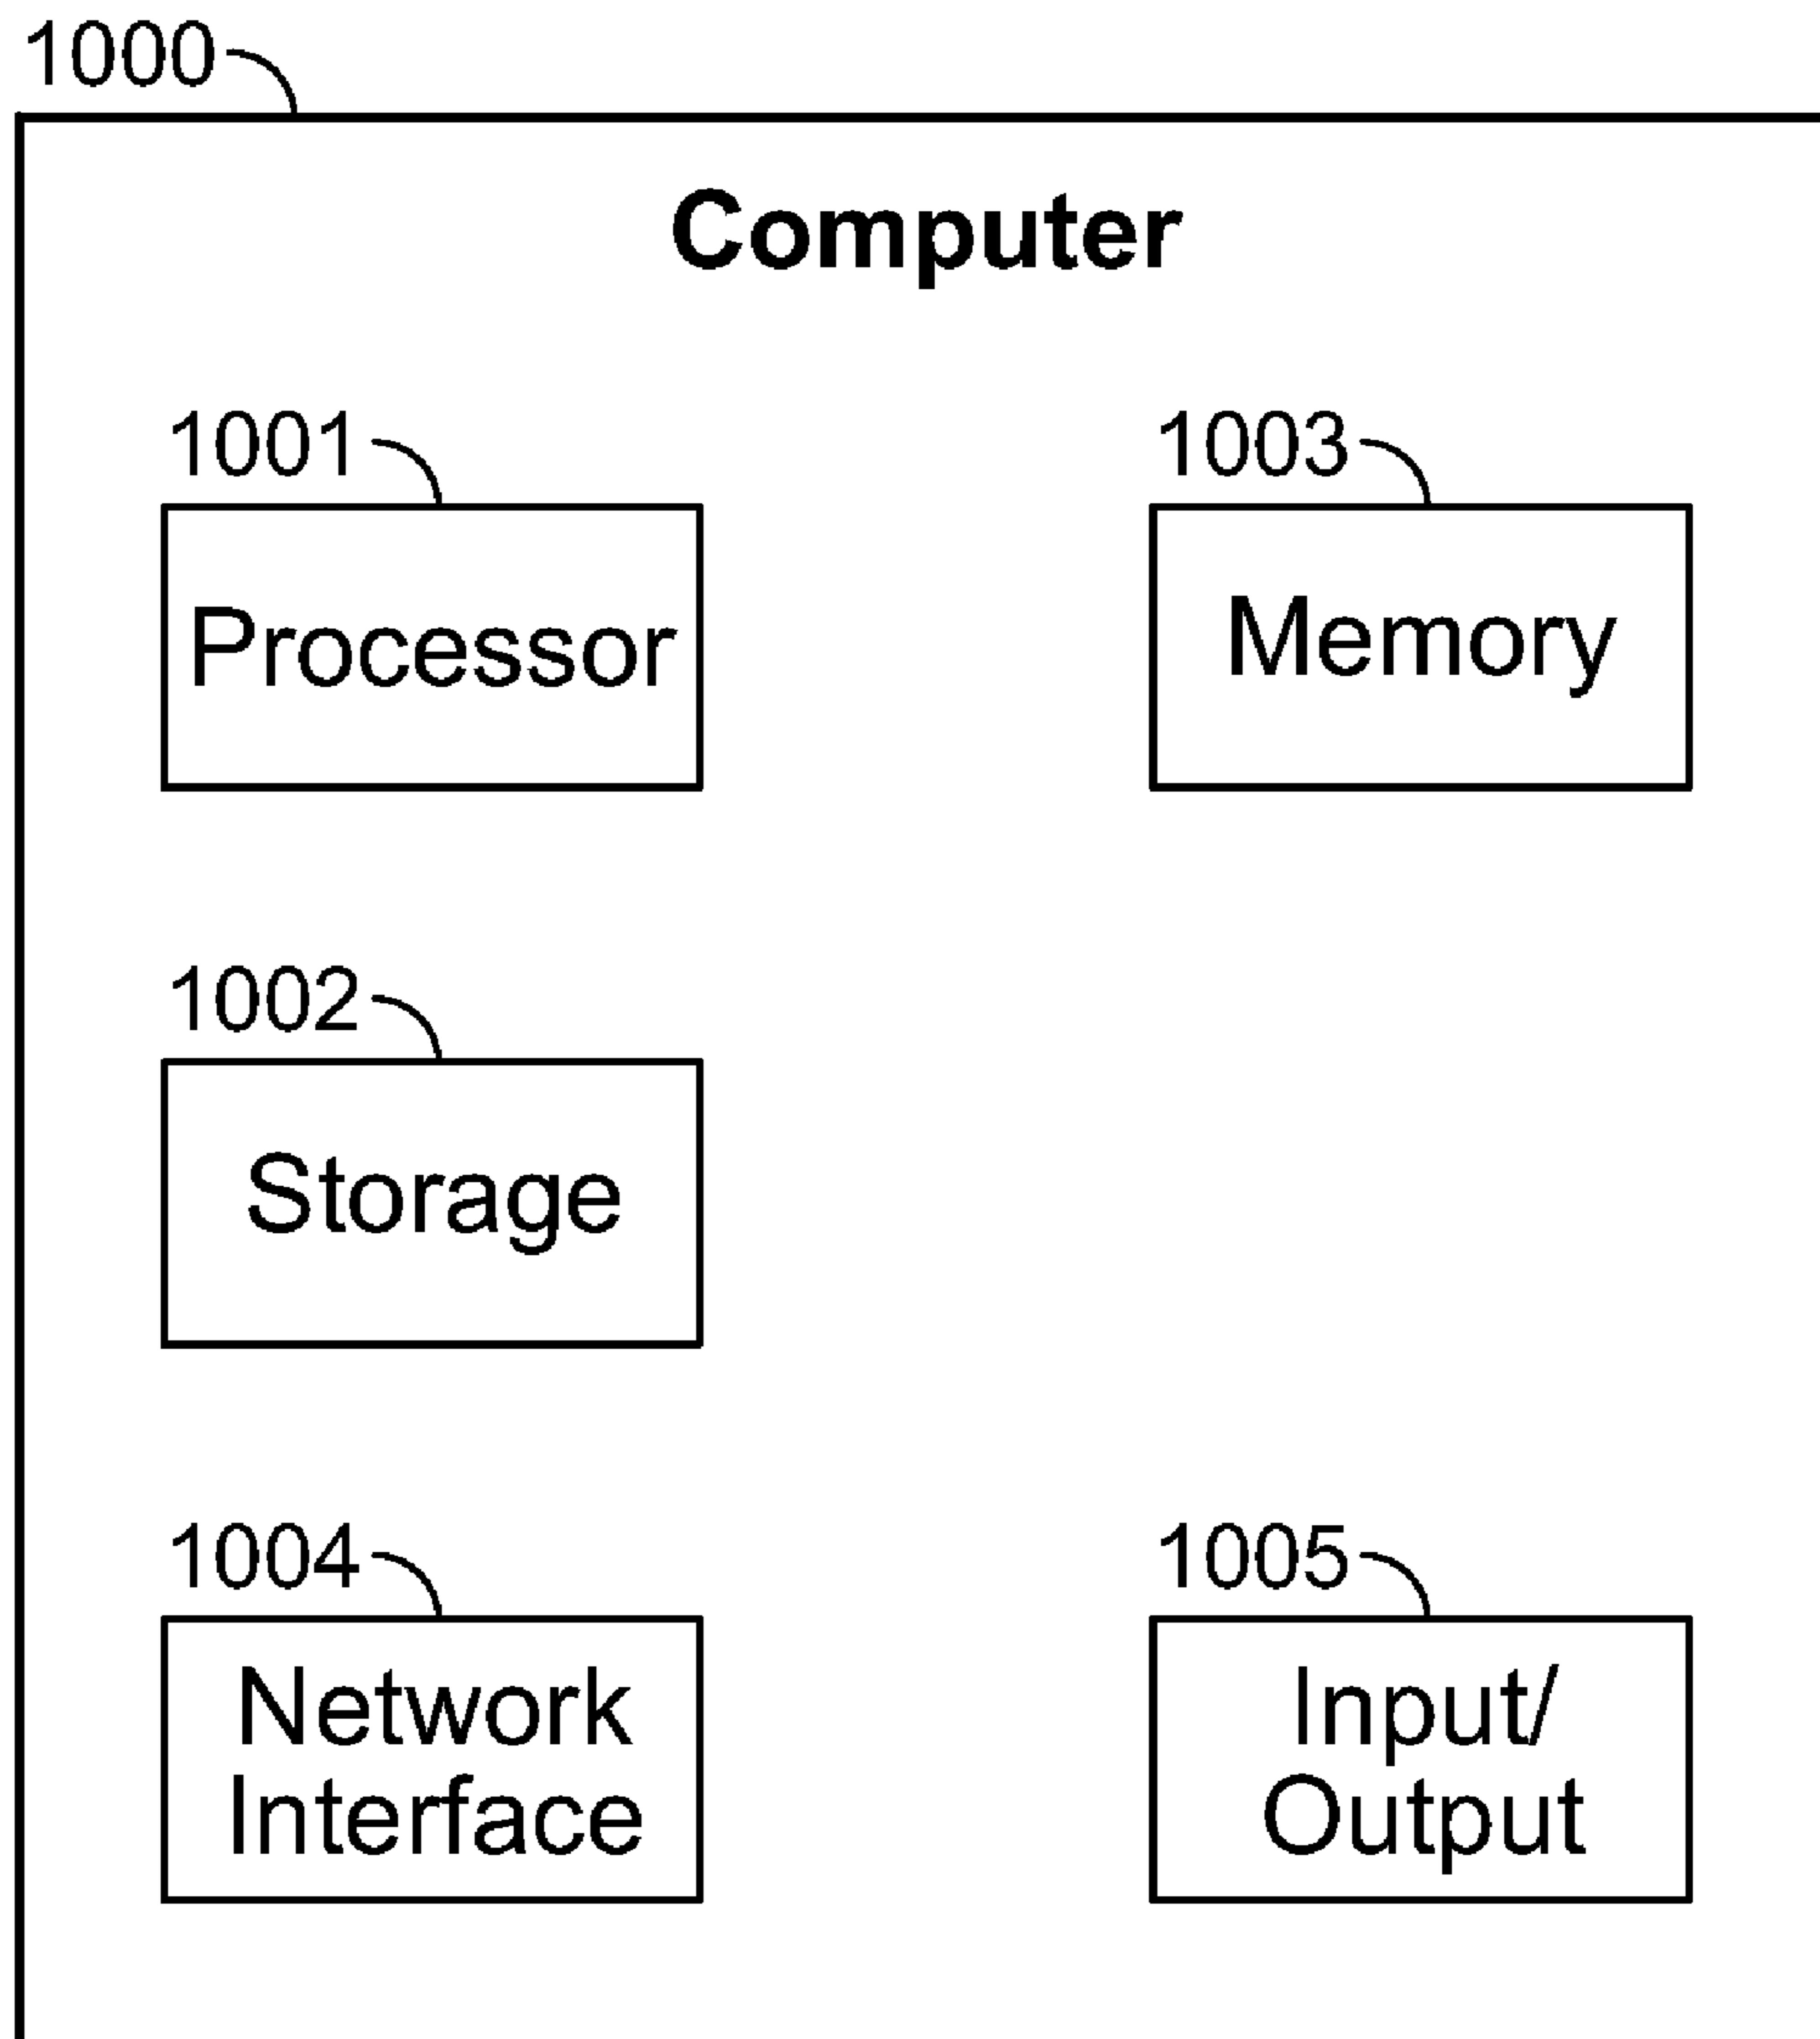 1000
Computer
1001
1003
Processor
Memory
1002
Storage
1004
1005
Network
Interface
Input/
Output